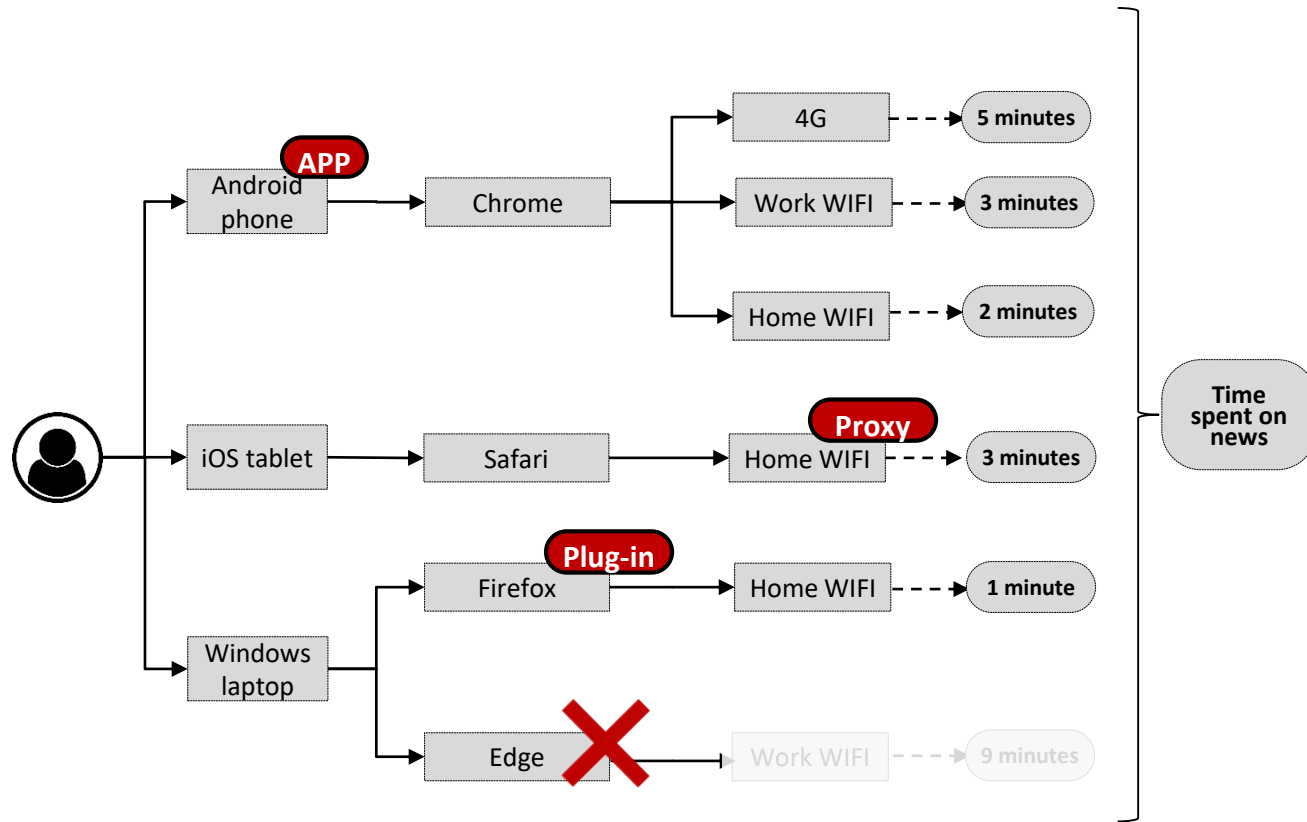 4G
5 minutes
APP
Android
phone
Chrome
Work WIFI
3 minutes
Home WIFI
2 minutes
Time
spent on
news
Proxy
iOS tablet
Safari
Home WIFI
3 minutes
Plug-in
Firefox
Home WIFI
1 minute
Windows
laptop
Edge
Work WIFI
9 minutes